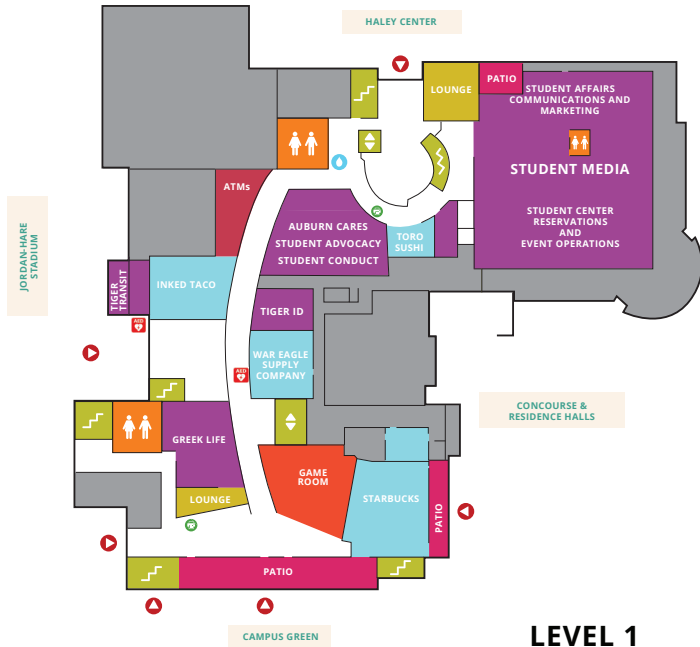 HALEY CENTER
LOUNGE
PATIO
STUDENT AFFAIRS
COMMUNICATIONS AND
MARKETING
STUDENT MEDIA
STUDENT CENTER
RESERVATIONS
AND
EVENT OPERATIONS
ATMs
AUBURN CARES
STUDENT ADVOCACY
STUDENT CONDUCT
TORO
SUSHI
JORDAN-HARE
STADIUM
TIGER
TRANSIT
INKED TACO
TIGER ID
AED
WAR EAGLE
SUPPLY
COMPANY
AED
CONCOURSE &
RESIDENCE HALLS
GREEK LIFE
LOUNGE
GAME
ROOM
STARBUCKS
PATIO
PATIO
CAMPUS GREEN
LEVEL 1